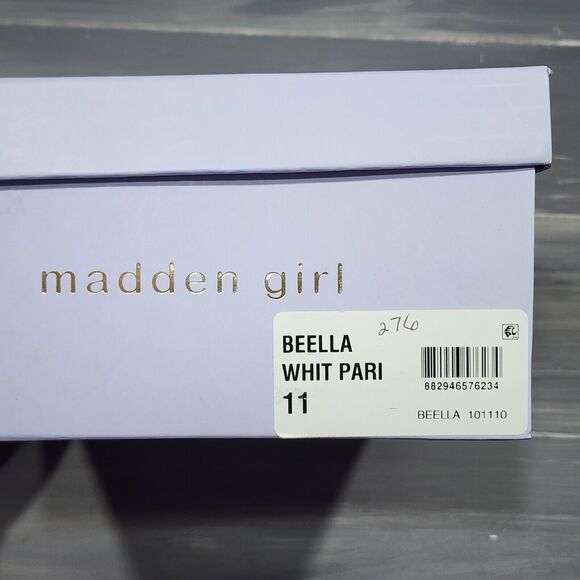 madden girl
276
BEELLA
WHIT PARI
11
882946576234
BEELLA 101110